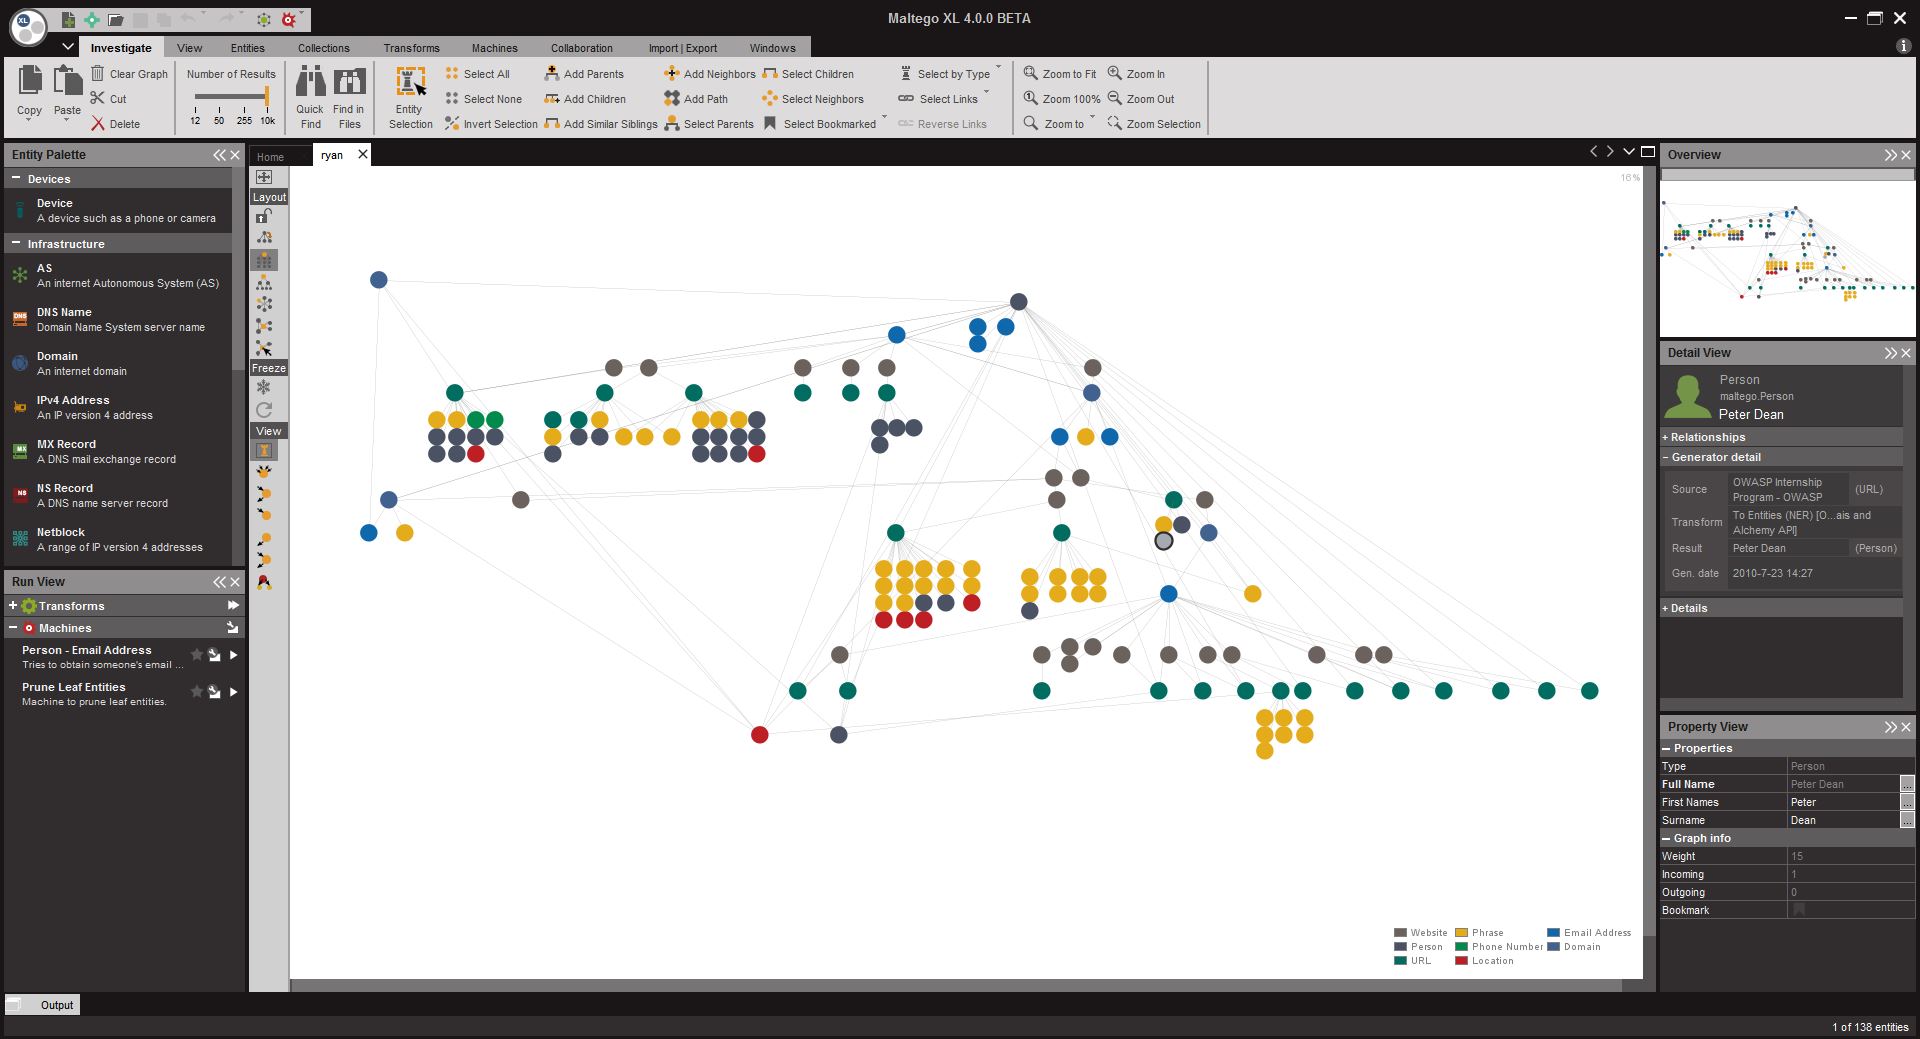 Maltego XL 4.0.0 BETA
Investigate View Entities Collections Transforms Machines Collaboration Import | Export Windows
Copy
Paste
Clear Graph
Cut
Delete
Number of Results
12 50 255 10k
Quick
Find
Find in
Files
Entity
Selection
Select All
Select None
Invert Selection
Add Parents
Add Children
Add Similar Siblings
Add Neighbors
Add Path
Select Parents
Select Children
Select Neighbors
Select Bookmarked
Select by Type
Select Links
Reverse Links
Zoom to Fit
Zoom 100%
Zoom to
Zoom In
Zoom Out
Zoom Selection
Entity Palette
Devices
Device
A device such as a phone or camera
Infrastructure
AS
An internet Autonomous System (AS)
DNS Name
Domain Name System server name
Domain
An internet domain
IPv4 Address
An IP version 4 address
MX Record
A DNS mail exchange record
NS Record
A DNS name server record
Netblock
A range of IP version 4 addresses
Run View
Transforms
Machines
Person - Email Address
Tries to obtain someone's email ...
Prune Leaf Entities
Machine to prune leaf entities.
Home
ryan
Layout
Freeze
View
16%
Website Phrase Email Address
Person Phone Number Domain
URL Location
Overview
Detail View
Person
maltego.Person
Peter Dean
+ Relationships
- Generator detail
Source OWASP Internship Program - OWASP (URL)
Transform To Entities (NER) [O...ais and Alchemy API]
Result Peter Dean (Person)
Gen. date 2010-7-23 14:27
+ Details
Property View
Properties
Type Person
Full Name Peter Dean ...
First Names Peter ...
Surname Dean ...
Graph info
Weight 15
Incoming 1
Outgoing 0
Bookmark
Output
1 of 138 entities